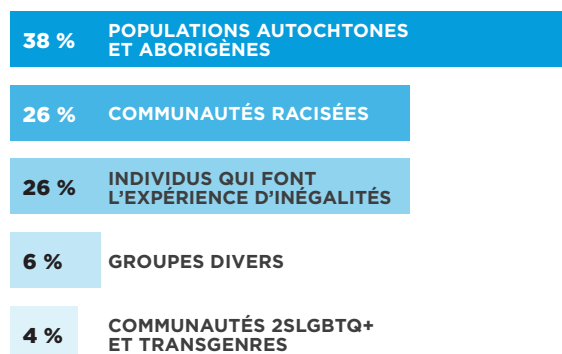 38 % POPULATIONS AUTOCHTONES
ET ABORIGÈNES
26 % COMMUNAUTÉS RACISÉES
26 % INDIVIDUS QUI FONT
L’EXPÉRIENCE D’INÉGALITÉS
6 % GROUPES DIVERS
4 % COMMUNAUTÉS 2SLGBTQ+
ET TRANSGENRES